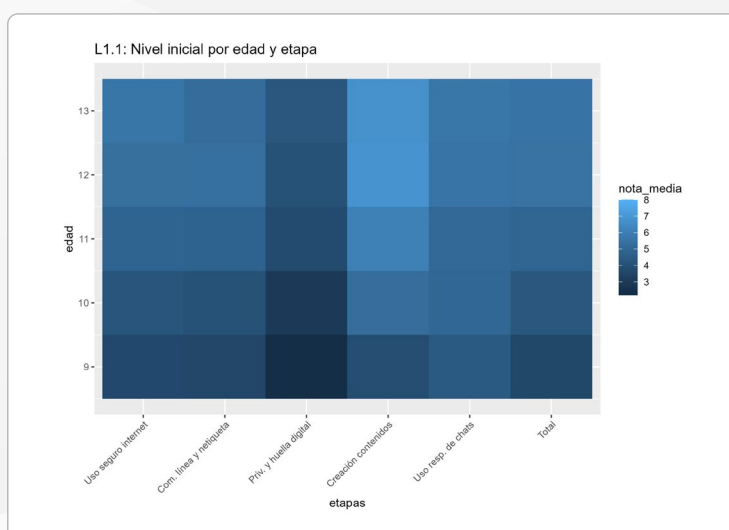 L1.1: Nivel inicial por edad y etapa
13
12
11
10
9
edad
Uso seguro internet
Com. línea y netiqueta
Priv. y huella digital
Creación contenidos
Uso resp. de chats
Total
etapas
nota_media
8
7
6
5
4
3